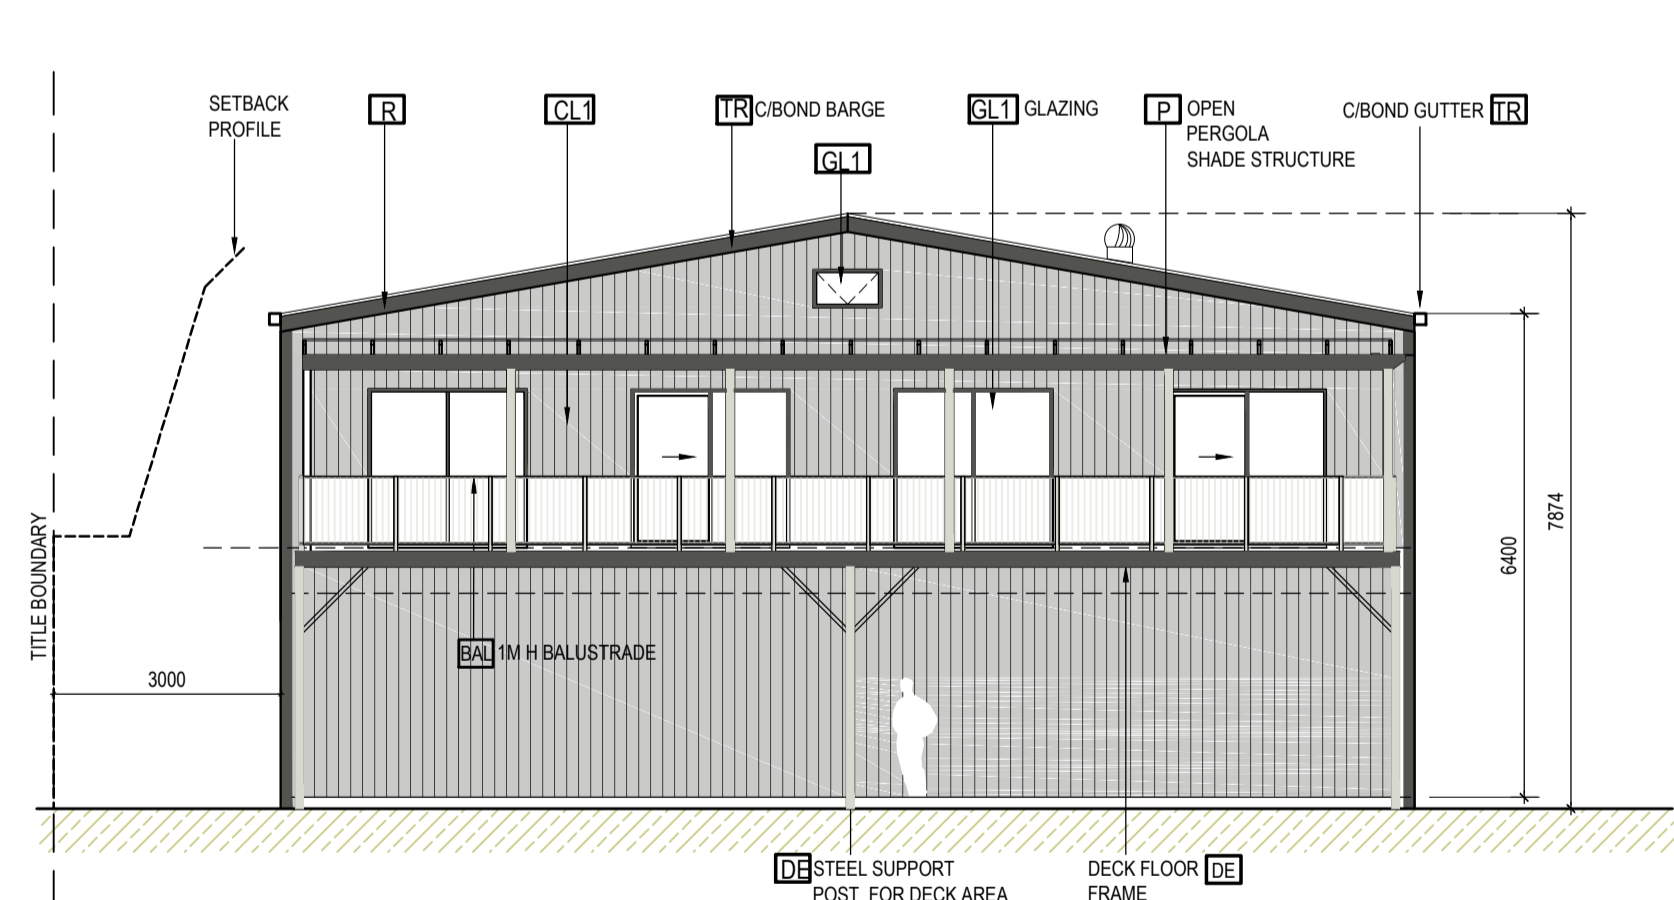 SETBACK
PROFILE
R
CL1
TR C/BOND BARGE
GL1
GL1 GLAZING
P OPEN
PERGOLA
SHADE STRUCTURE
C/BOND GUTTER TR
TITLE BOUNDARY
3000
BAL 1M H BALUSTRADE
6400
7874
DE STEEL SUPPORT
POST FOR DECK AREA
DECK FLOOR DE
FRAME